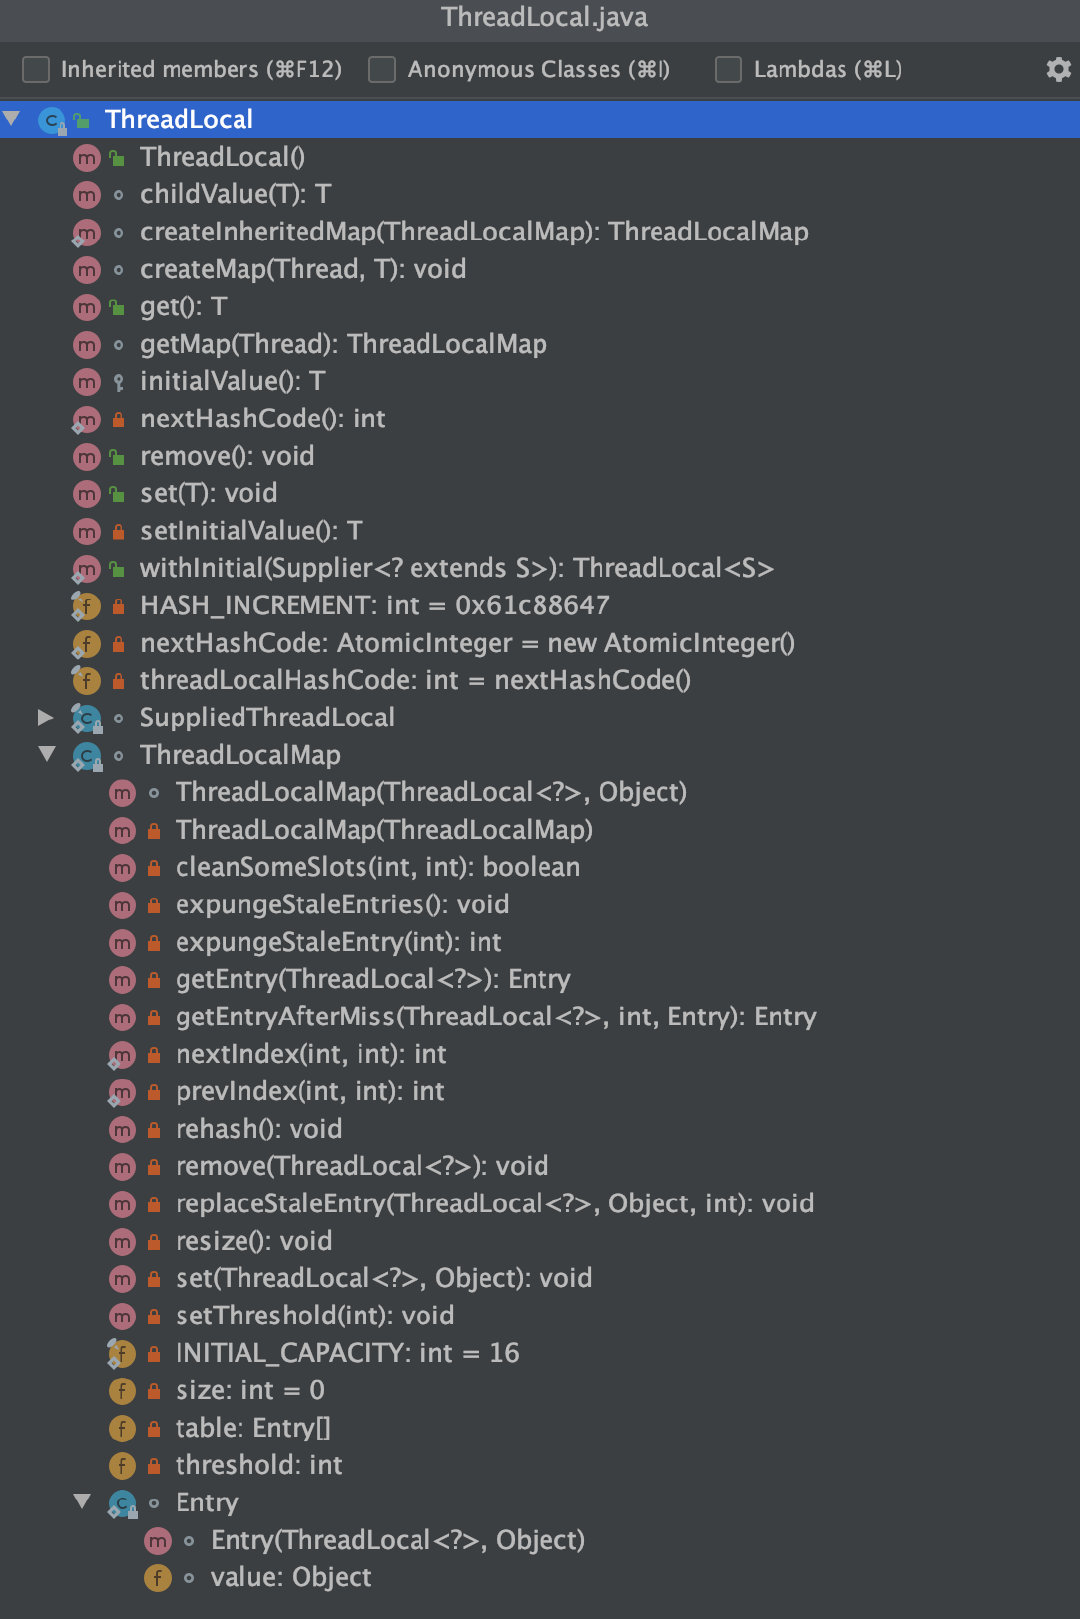 ThreadLocal.java
Inherited members (⌘F12) Anonymous Classes (⌘I) Lambdas (⌘L)
ThreadLocal
ThreadLocal()
childValue(T): T
createInheritedMap(ThreadLocalMap): ThreadLocalMap
createMap(Thread, T): void
get(): T
getMap(Thread): ThreadLocalMap
initialValue(): T
nextHashCode(): int
remove(): void
set(T): void
setInitialValue(): T
withInitial(Supplier<? extends S>): ThreadLocal<S>
HASH_INCREMENT: int = 0x61c88647
nextHashCode: AtomicInteger = new AtomicInteger()
threadLocalHashCode: int = nextHashCode()
SuppliedThreadLocal
ThreadLocalMap
ThreadLocalMap(ThreadLocal<?>, Object)
ThreadLocalMap(ThreadLocalMap)
cleanSomeSlots(int, int): boolean
expungeStaleEntries(): void
expungeStaleEntry(int): int
getEntry(ThreadLocal<?>): Entry
getEntryAfterMiss(ThreadLocal<?>, int, Entry): Entry
nextIndex(int, int): int
prevIndex(int, int): int
rehash(): void
remove(ThreadLocal<?>): void
replaceStaleEntry(ThreadLocal<?>, Object, int): void
resize(): void
set(ThreadLocal<?>, Object): void
setThreshold(int): void
INITIAL_CAPACITY: int = 16
size: int = 0
table: Entry[]
threshold: int
Entry
Entry(ThreadLocal<?>, Object)
value: Object